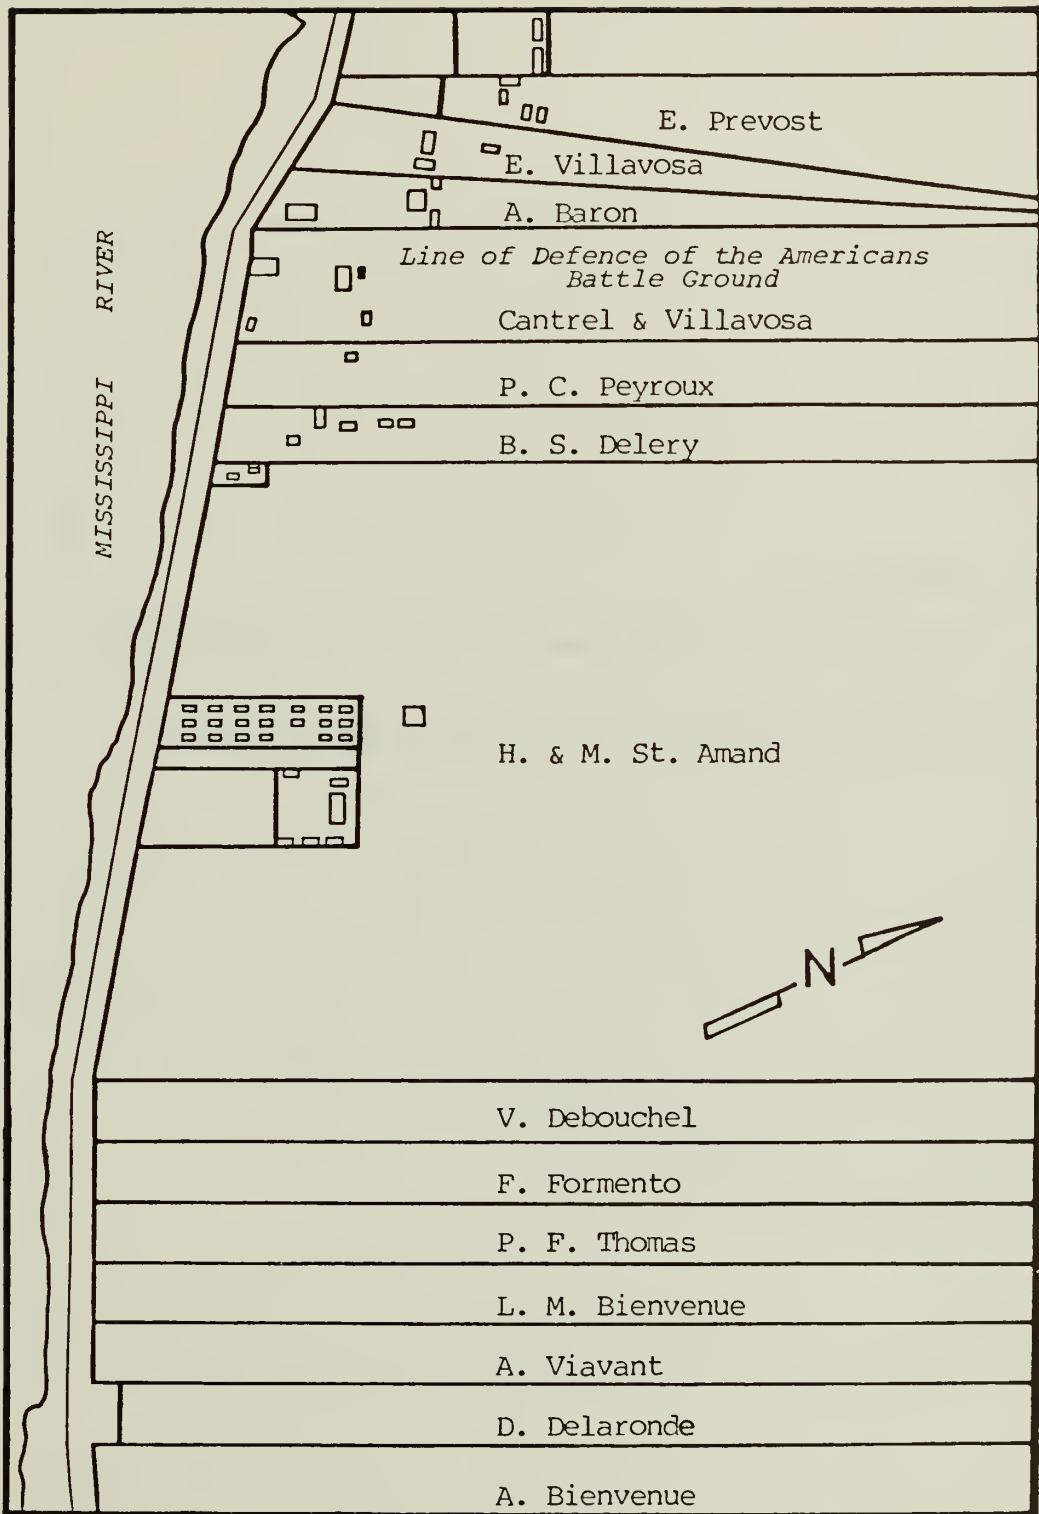 E. Prevost
E. Villavosa
A. Baron
Line of Defence of the Americans
Battle Ground
Cantrel & Villavosa
P. C. Peyroux
B. S. Delery
MISSISSIPPI RIVER
H. & M. St. Amand
N
V. Debouchel
F. Formento
P. F. Thomas
L. M. Bienvenue
A. Viavant
D. Delaronde
A. Bienvenue